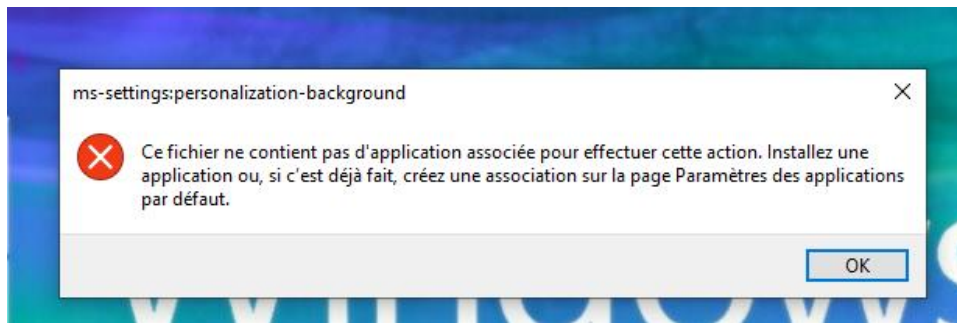 ms-settings:personalization-background
Ce fichier ne contient pas d'application associée pour effectuer cette action. Installez une
application ou, si c'est déjà fait, créez une association sur la page Paramètres des applications
par défaut.
OK
Windows